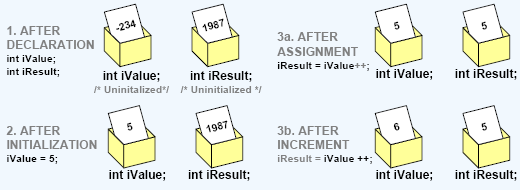 1. AFTER
DECLARATION
int iValue;
int iResult;
-234
int iValue;
/* Uninitalized*/
1987
int iResult;
/* Uninitialized */
2. AFTER
INITIALIZATION
iValue = 5;
5
int iValue;
1987
int iResult;
3a. AFTER
ASSIGNMENT
iResult = iValue++;
5
int iValue;
5
int iResult;
3b. AFTER
INCREMENT
iResult = iValue ++;
6
int iValue;
5
int iResult;